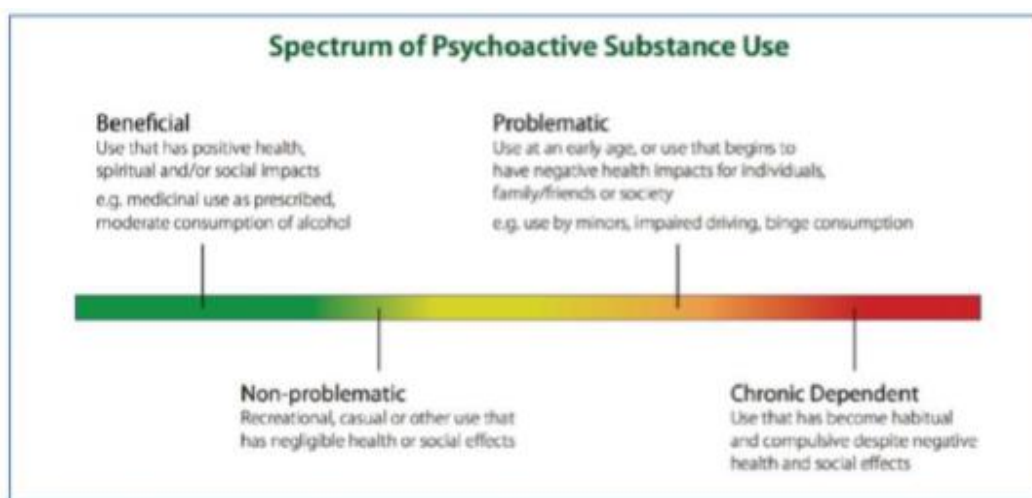 Spectrum of Psychoactive Substance Use
Beneficial
Use that has positive health,
spiritual and/or social impacts
e.g. medicinal use as prescribed,
moderate consumption of alcohol
Problematic
Use at an early age, or use that begins to
have negative health impacts for individuals,
family/friends or society
e.g. use by minors, impaired driving, binge consumption
Non-problematic
Recreational, casual or other use that
has negligible health or social effects
Chronic Dependent
Use that has become habitual
and compulsive despite negative
health and social effects